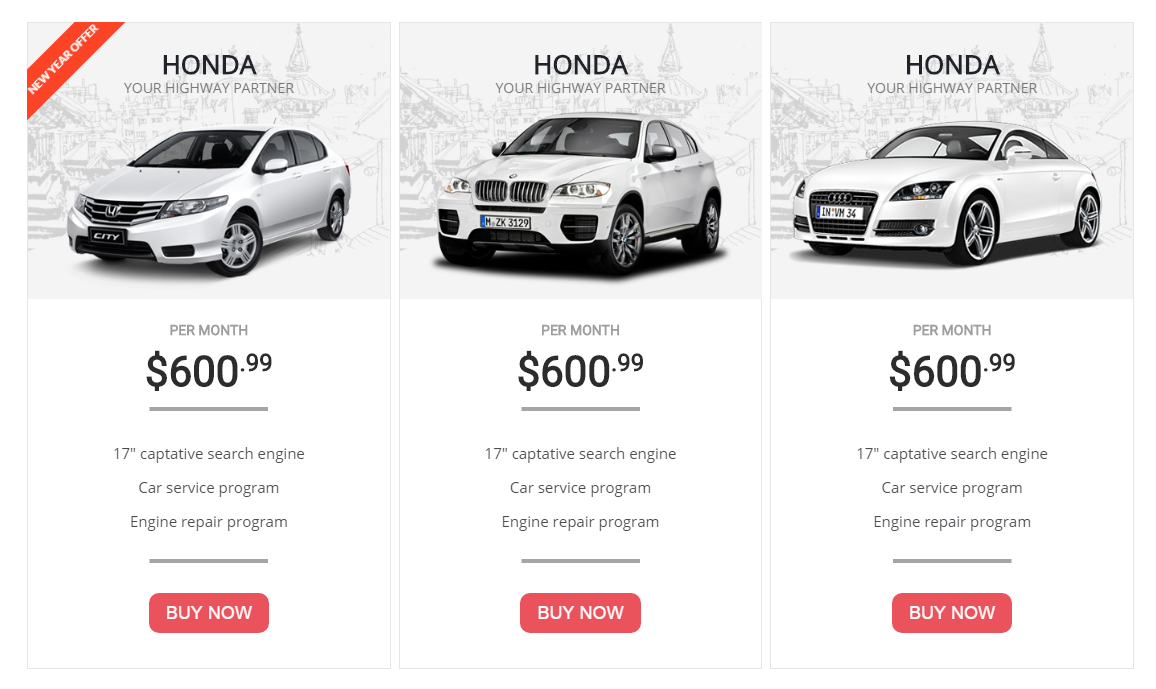 NEW YEAR OFFER
HONDA
YOUR HIGHWAY PARTNER
CITY
PER MONTH
$600.99
17" captative search engine
Car service program
Engine repair program
BUY NOW
HONDA
YOUR HIGHWAY PARTNER
M ZK 3129
PER MONTH
$600.99
17" captative search engine
Car service program
Engine repair program
BUY NOW
HONDA
YOUR HIGHWAY PARTNER
IN VM 34
PER MONTH
$600.99
17" captative search engine
Car service program
Engine repair program
BUY NOW